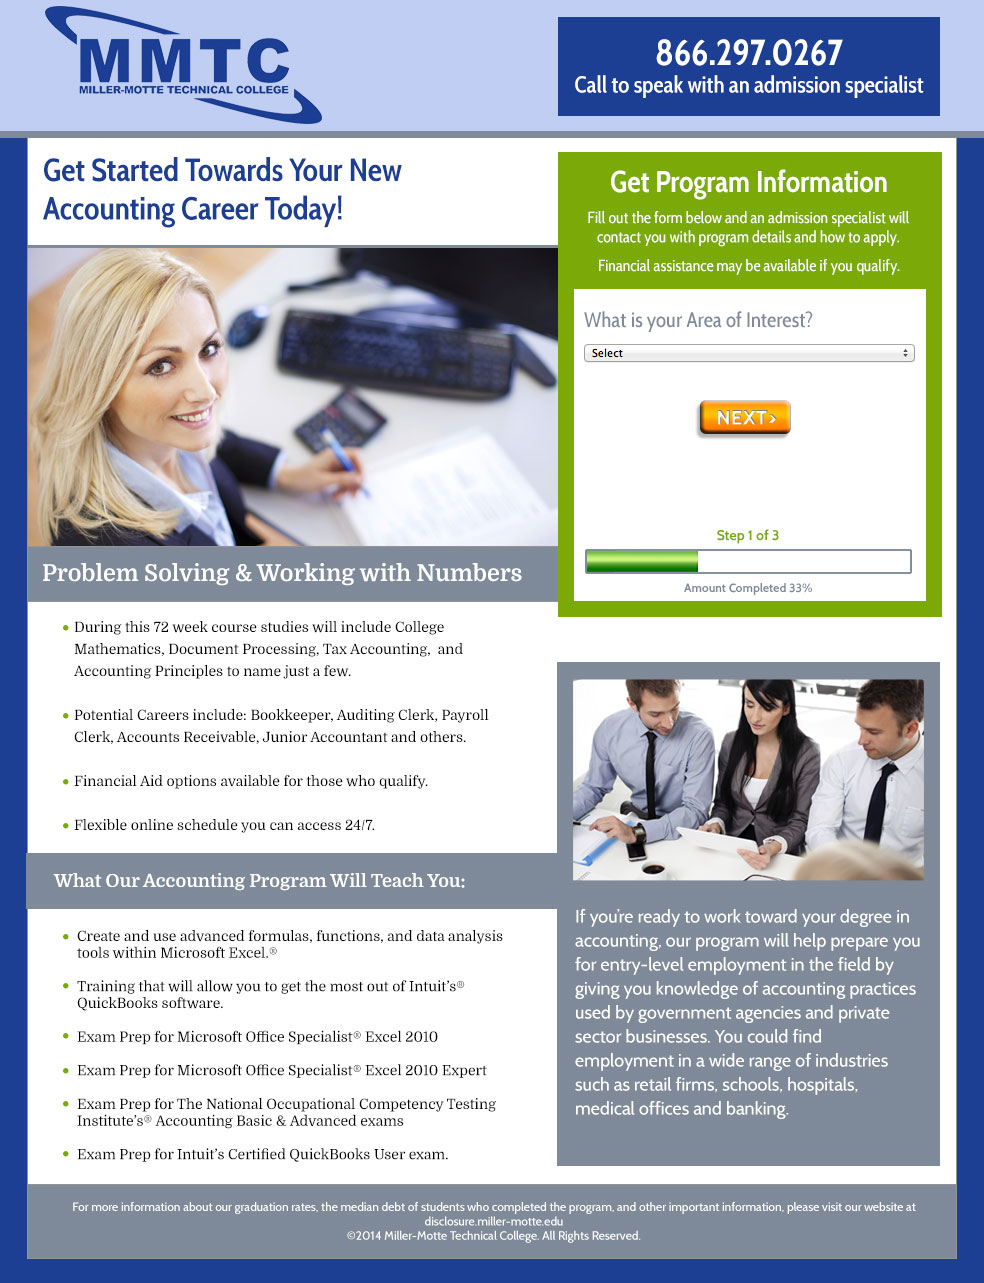 MMTC
MILLER-MOTTE TECHNICAL COLLEGE
866.297.0267
Call to speak with an admission specialist
Get Started Towards Your New
Accounting Career Today!
Get Program Information
Fill out the form below and an admission specialist will
contact you with program details and how to apply.
Financial assistance may be available if you qualify.
What is your Area of Interest?
Select
NEXT>
Step 1 of 3
Amount Completed 33%
Problem Solving & Working with Numbers
• During this 72 week course studies will include College
Mathematics, Document Processing, Tax Accounting,  and
Accounting Principles to name just a few.
• Potential Careers include: Bookkeeper, Auditing Clerk, Payroll
Clerk, Accounts Receivable, Junior Accountant and others.
• Financial Aid options available for those who qualify.
• Flexible online schedule you can access 24/7.
What Our Accounting Program Will Teach You:
• Create and use advanced formulas, functions, and data analysis
tools within Microsoft Excel.®
• Training that will allow you to get the most out of Intuit's®
QuickBooks software.
• Exam Prep for Microsoft Office Specialist® Excel 2010
• Exam Prep for Microsoft Office Specialist® Excel 2010 Expert
• Exam Prep for The National Occupational Competency Testing
Institute's® Accounting Basic & Advanced exams
• Exam Prep for Intuit's Certified QuickBooks User exam.
If you're ready to work toward your degree in
accounting, our program will help prepare you
for entry-level employment in the field by
giving you knowledge of accounting practices
used by government agencies and private
sector businesses. You could find
employment in a wide range of industries
such as retail firms, schools, hospitals,
medical offices and banking.
For more information about our graduation rates, the median debt of students who completed the program, and other important information, please visit our website at
disclosure.miller-motte.edu
©2014 Miller-Motte Technical College. All Rights Reserved.